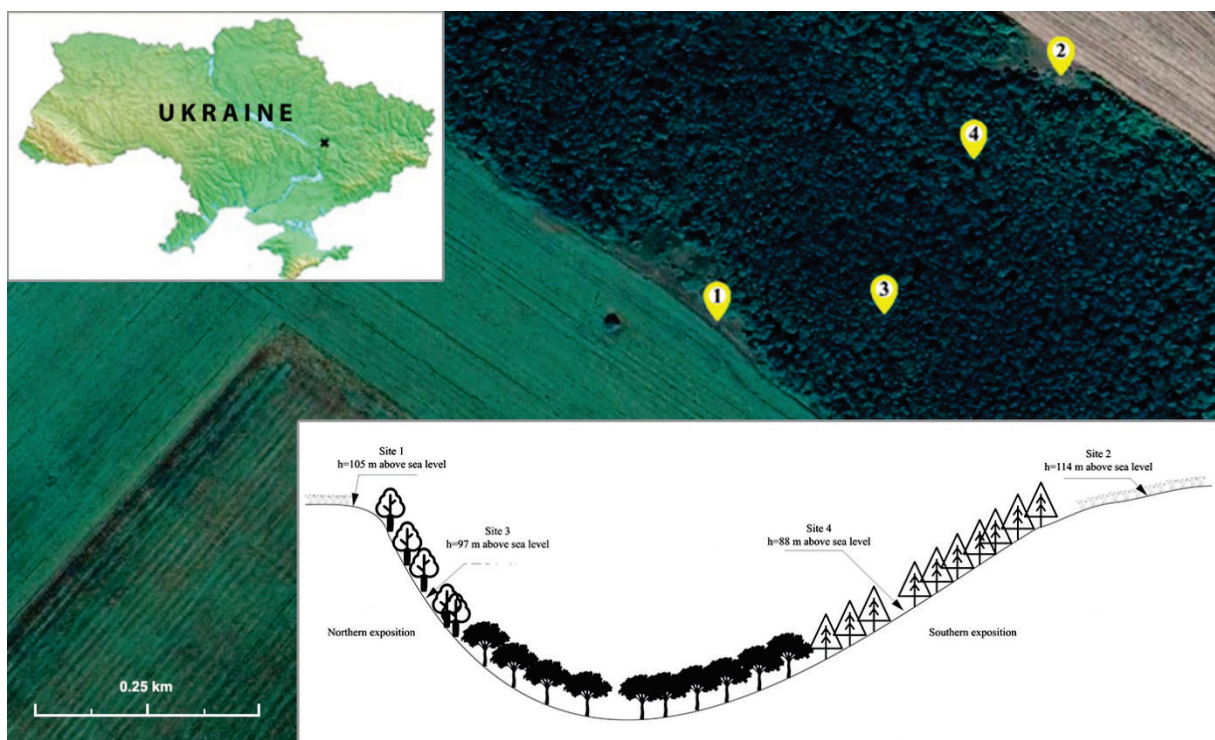 UKRAINE
2
4
1
3
Site 1
h=105 m above sea level
Site 2
h=114 m above sea level
Site 3
h=97 m above sea level
Site 4
h=88 m above sea level
Northern exposition
Southern exposition
0.25 km